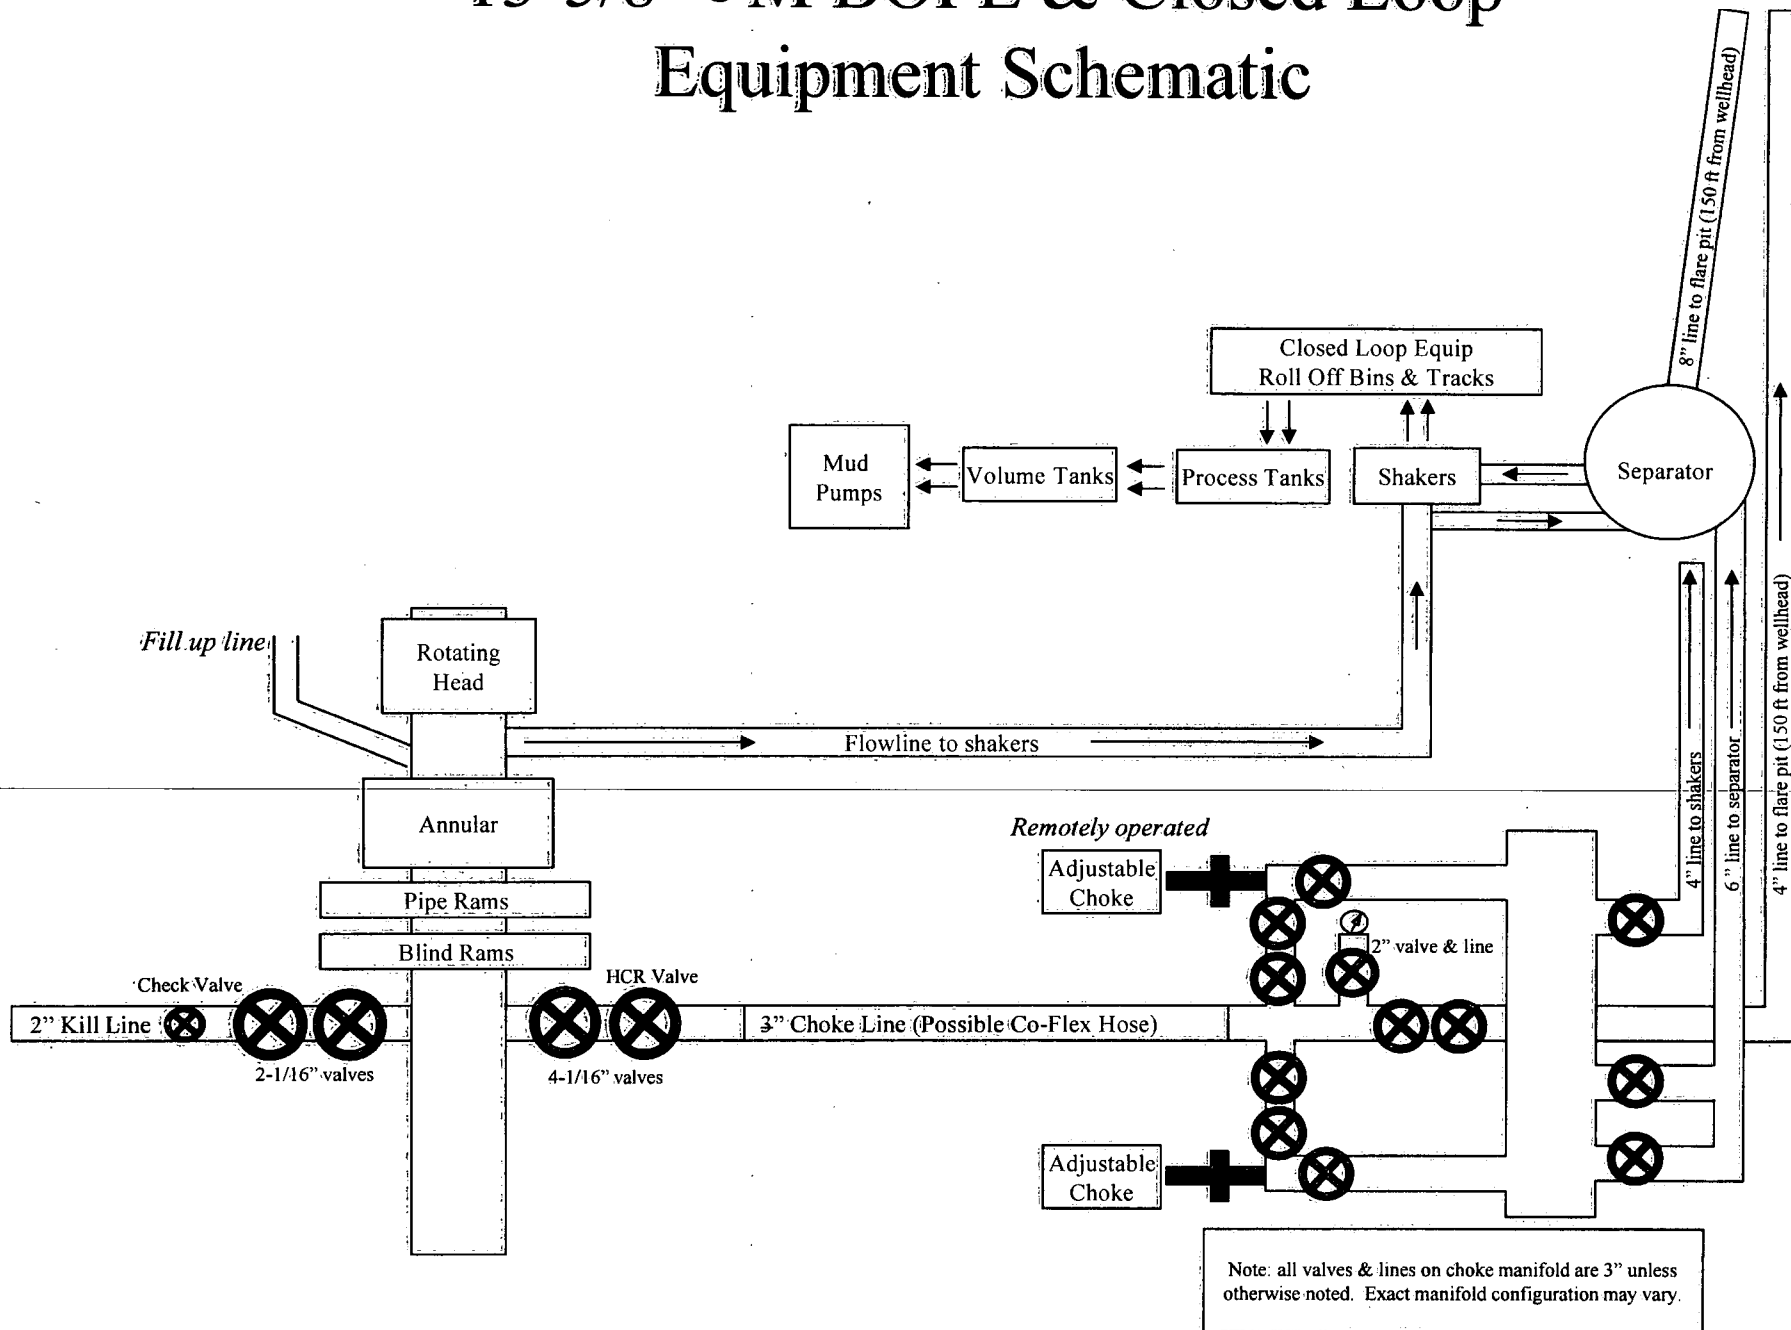 & Closed Loop
Equipment Schematic
8” line to flare pit (150 ft from wellhead)
Closed Loop Equip
Roll Off Bins & Tracks
Mud
Pumps
Volume Tanks
Process Tanks
Shakers
Separator
Fill up line
Rotating
Head
Flowline to shakers
4” line to shakers
6” line to separator
4” line to flare pit (150 ft from wellhead)
Annular
Remotely operated
Adjustable
Choke
Pipe Rams
Blind Rams
2” valve & line
Check Valve
HCR Valve
2” Kill Line
3” Choke Line (Possible Co-Flex Hose)
2-1/16” valves
4-1/16” valves
Adjustable
Choke
Note: all valves & lines on choke manifold are 3” unless
otherwise noted. Exact manifold configuration may vary.